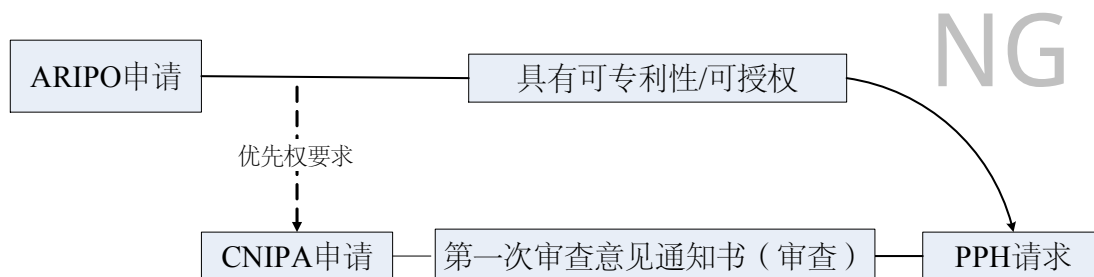 NG
ARIPO申请
具有可专利性/可授权
优先权要求
CNIPA申请
第一次审查意见通知书（审查）
PPH请求